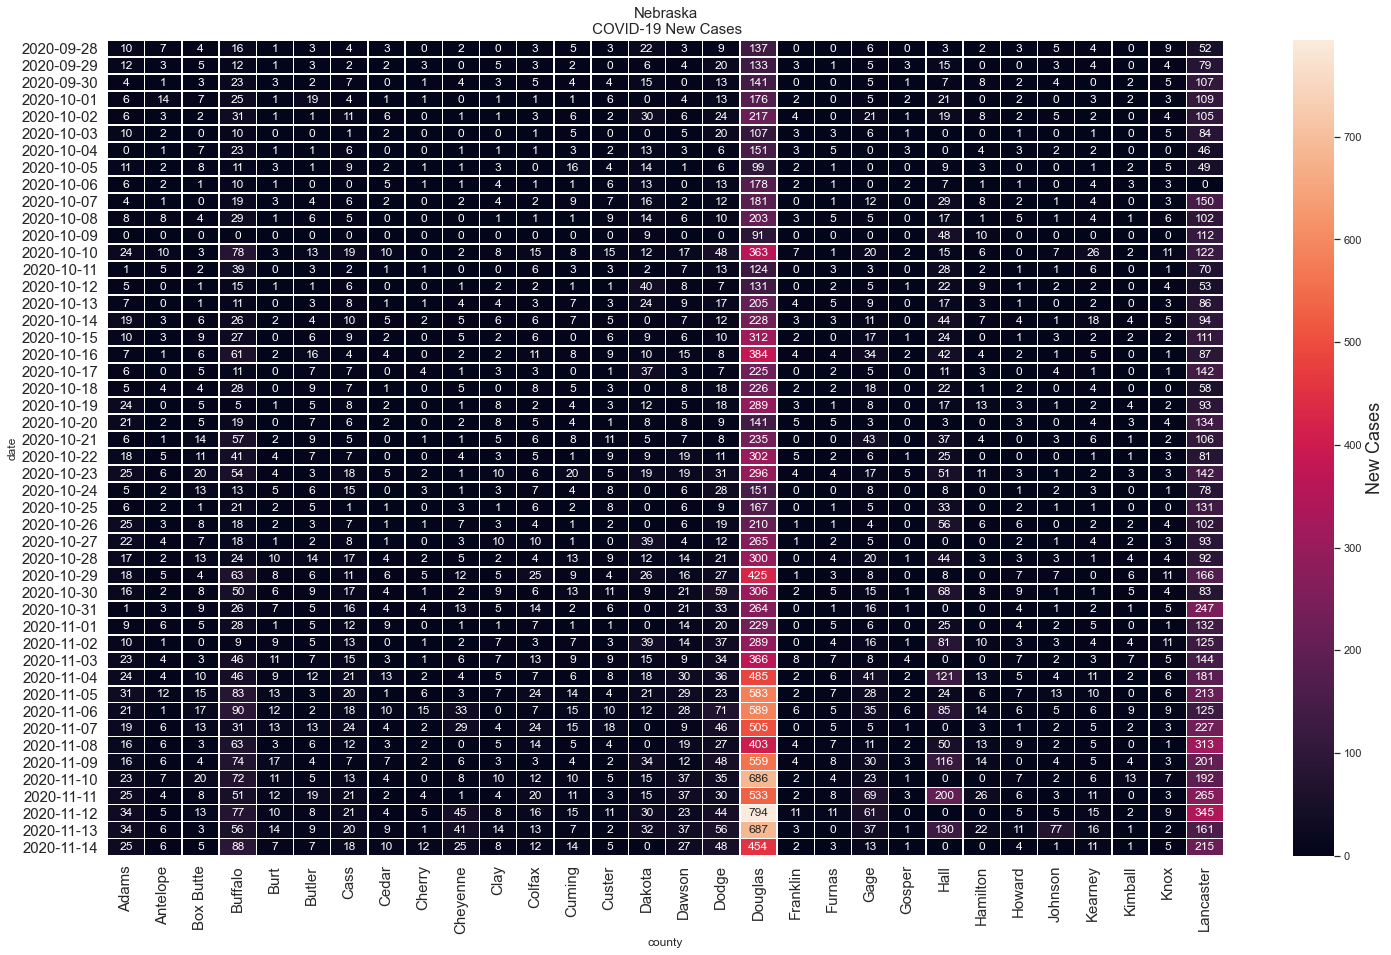 Nebraska
COVID-19 New Cases
2020-09-28 10 7 4 16 1 3 4 3 0 2 0 3 5 3 22 3 9 137 0 0 6 0 3 2 3 5 4 0 9 52
2020-09-29 12 3 5 12 1 3 2 2 3 0 5 3 2 0 6 4 20 133 3 1 5 3 15 0 0 3 4 0 4 79
2020-09-30 4 1 3 23 3 2 7 0 1 4 3 5 4 4 15 0 13 141 0 0 5 1 7 8 2 4 0 2 5 107
2020-10-01 6 14 7 25 1 19 4 1 1 0 1 1 1 6 0 4 13 176 2 0 5 2 21 0 2 0 3 2 3 109
2020-10-02 6 3 2 31 1 1 11 6 0 1 1 3 6 2 30 6 24 217 4 0 21 1 19 8 2 5 2 0 4 105
2020-10-03 10 2 0 10 0 1 2 0 0 0 0 1 5 0 0 5 20 107 3 3 6 1 0 0 1 0 1 0 5 84
2020-10-04 0 1 7 23 1 1 6 0 0 1 1 1 3 2 13 3 6 151 3 5 0 3 0 4 3 2 2 0 0 46
2020-10-05 11 2 8 11 3 1 9 2 1 1 3 0 16 4 14 1 6 99 2 1 0 0 9 3 0 0 1 2 5 49
2020-10-06 6 2 1 10 1 0 0 5 1 1 4 1 1 6 13 0 13 178 2 1 0 2 7 1 1 0 4 3 3 0
2020-10-07 4 1 0 19 3 4 6 2 0 2 4 2 9 7 16 2 12 181 0 1 12 0 29 8 2 1 4 0 3 150
2020-10-08 8 8 4 29 1 6 5 0 0 0 1 1 1 9 14 6 10 203 3 5 5 0 17 1 5 1 4 1 6 102
2020-10-09 0 0 0 0 0 0 0 0 0 0 0 0 0 0 9 0 0 91 0 0 0 0 48 10 0 0 0 0 0 112
2020-10-10 24 10 3 78 3 13 19 10 0 2 8 15 8 15 12 17 48 363 7 1 20 2 15 6 0 7 26 2 11 122
2020-10-11 1 5 2 39 0 3 2 1 1 0 0 6 3 3 2 7 13 124 0 3 3 0 28 2 1 1 6 0 1 70
2020-10-12 5 0 1 15 1 1 6 0 0 1 2 2 1 1 40 8 7 131 0 2 5 1 22 9 1 2 2 0 4 53
2020-10-13 7 0 1 11 0 3 8 1 1 4 4 3 7 3 24 9 17 205 4 5 9 0 17 3 1 0 2 0 3 86
2020-10-14 19 3 6 26 2 4 10 5 2 5 6 6 7 5 0 7 12 228 3 3 11 0 44 7 4 1 18 4 5 94
2020-10-15 10 3 9 27 0 6 9 2 0 5 2 6 0 6 9 6 10 312 2 0 17 1 24 0 1 3 2 2 2 111
2020-10-16 7 1 6 61 2 16 4 4 0 2 2 11 8 9 10 15 8 384 4 4 34 2 42 4 2 1 5 0 1 87
2020-10-17 6 0 5 11 0 7 7 0 4 1 3 3 0 1 37 3 7 225 0 2 5 0 11 3 0 4 1 0 1 142
2020-10-18 5 4 4 28 0 9 7 1 0 5 0 8 5 3 0 8 18 226 2 2 18 0 22 1 2 0 4 0 0 58
2020-10-19 24 0 5 5 1 5 8 2 0 1 8 2 4 3 12 5 18 289 3 1 8 0 17 13 3 1 2 4 2 93
2020-10-20 21 2 5 19 0 7 6 2 0 2 8 5 4 1 8 8 9 141 5 5 3 0 3 0 3 0 4 3 4 134
2020-10-21 6 1 14 57 2 9 5 0 1 1 5 6 8 11 5 7 8 235 0 0 43 0 37 4 0 3 6 1 2 106
2020-10-22 18 5 11 41 4 7 7 0 0 4 3 5 1 9 9 19 11 302 5 2 6 1 25 0 0 0 1 1 3 81
2020-10-23 25 6 20 54 4 3 18 5 2 1 10 6 20 5 19 19 31 296 4 4 17 5 51 11 3 1 2 3 3 142
2020-10-24 5 2 13 13 5 6 15 0 3 1 3 7 4 8 0 6 28 151 0 0 8 0 8 0 1 2 3 0 1 78
2020-10-25 6 2 1 21 2 5 1 1 0 3 1 6 2 8 0 6 9 167 0 1 5 0 33 0 2 1 1 0 0 131
2020-10-26 25 3 8 18 2 3 7 1 1 7 3 4 1 2 0 6 19 210 1 1 4 0 56 6 6 0 2 2 4 102
2020-10-27 22 4 7 18 1 2 8 1 0 3 10 10 1 0 39 4 12 265 1 2 5 0 0 0 2 1 4 2 3 93
2020-10-28 17 2 13 24 10 14 17 4 2 5 2 4 13 9 12 14 21 300 0 4 20 1 44 3 3 3 1 4 4 92
2020-10-29 18 5 4 63 8 6 11 6 5 12 5 25 9 4 26 16 27 425 1 3 8 0 8 0 7 7 0 6 11 166
2020-10-30 16 2 8 50 6 9 17 4 1 2 9 6 13 11 9 21 59 306 2 5 15 1 68 8 9 1 1 5 4 83
2020-10-31 1 3 9 26 7 5 16 4 4 13 5 14 2 6 0 21 33 264 0 1 16 1 0 0 4 1 2 1 5 247
2020-11-01 9 6 5 28 1 5 12 9 0 1 1 7 1 1 0 14 20 229 0 5 6 0 25 0 4 2 5 0 1 132
2020-11-02 10 1 0 9 9 5 13 0 1 2 7 3 7 3 39 14 37 289 0 4 16 1 81 10 3 3 4 4 11 125
2020-11-03 23 4 3 46 11 7 15 3 1 6 7 13 9 9 15 9 34 366 8 7 8 4 0 0 7 2 3 7 5 144
2020-11-04 24 4 10 46 9 12 21 13 2 4 5 7 6 8 18 30 36 485 2 6 41 2 121 13 5 4 11 2 6 181
2020-11-05 31 12 15 83 13 3 20 1 6 3 7 24 14 4 21 29 23 583 2 7 28 2 24 6 7 13 10 0 6 213
2020-11-06 21 1 17 90 12 2 18 10 15 33 0 7 15 10 12 28 71 589 6 5 35 6 85 14 6 5 6 9 9 125
2020-11-07 19 6 13 31 13 13 24 4 2 29 4 24 15 18 0 9 46 505 0 5 5 1 0 3 1 2 5 2 3 227
2020-11-08 16 6 3 63 3 6 12 3 2 0 5 14 5 4 0 19 27 403 4 7 11 2 50 13 9 2 5 0 1 313
2020-11-09 16 6 4 74 17 4 7 7 2 6 3 3 4 2 34 12 48 559 4 8 30 3 116 14 0 4 5 4 3 201
2020-11-10 23 7 20 72 11 5 13 4 0 8 10 12 10 5 15 37 35 686 2 4 23 1 0 0 7 2 6 13 7 192
2020-11-11 25 4 8 51 12 19 21 2 4 1 4 20 11 3 15 37 30 533 2 8 69 3 200 26 6 3 11 0 3 265
2020-11-12 34 5 13 77 10 8 21 4 5 45 8 16 15 11 30 23 44 794 11 11 61 0 0 0 5 5 15 2 9 345
2020-11-13 34 6 3 56 14 9 20 9 1 41 14 13 7 2 32 37 56 687 3 0 37 1 130 22 11 77 16 1 2 161
2020-11-14 25 6 5 88 7 7 18 10 12 25 8 12 14 5 0 27 48 454 2 3 13 1 0 0 4 1 11 1 5 215
Adams Antelope Box Butte Buffalo Burt Butler Cass Cedar Cherry Cheyenne Clay Colfax Cuming Custer Dakota Dawson Dodge Douglas Franklin Furnas Gage Gosper Hall Hamilton Howard Johnson Kearney Kimball Knox Lancaster
county
date
700
600
500
400
300
200
100
0
New Cases